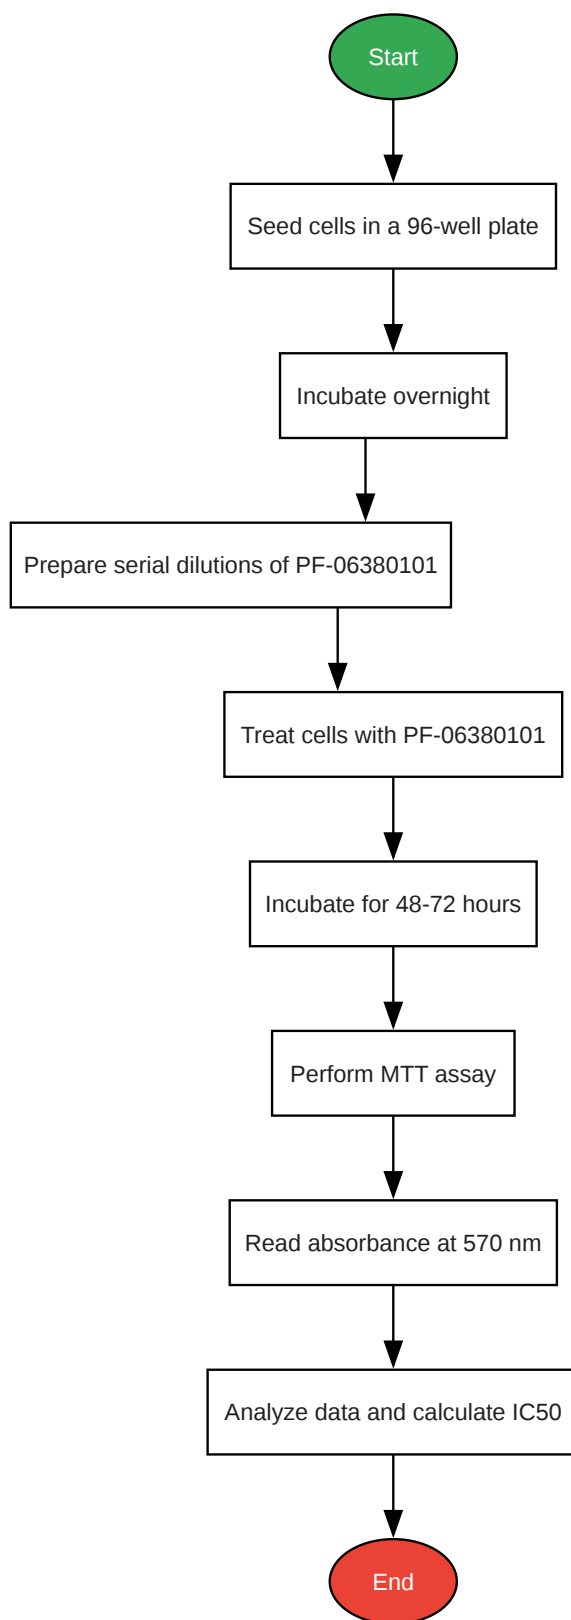 Start
Seed cells in a 96-well plate
Incubate overnight
Prepare serial dilutions of PF-06380101
Treat cells with PF-06380101
Incubate for 48-72 hours
Perform MTT assay
Read absorbance at 570 nm
Analyze data and calculate IC50
End